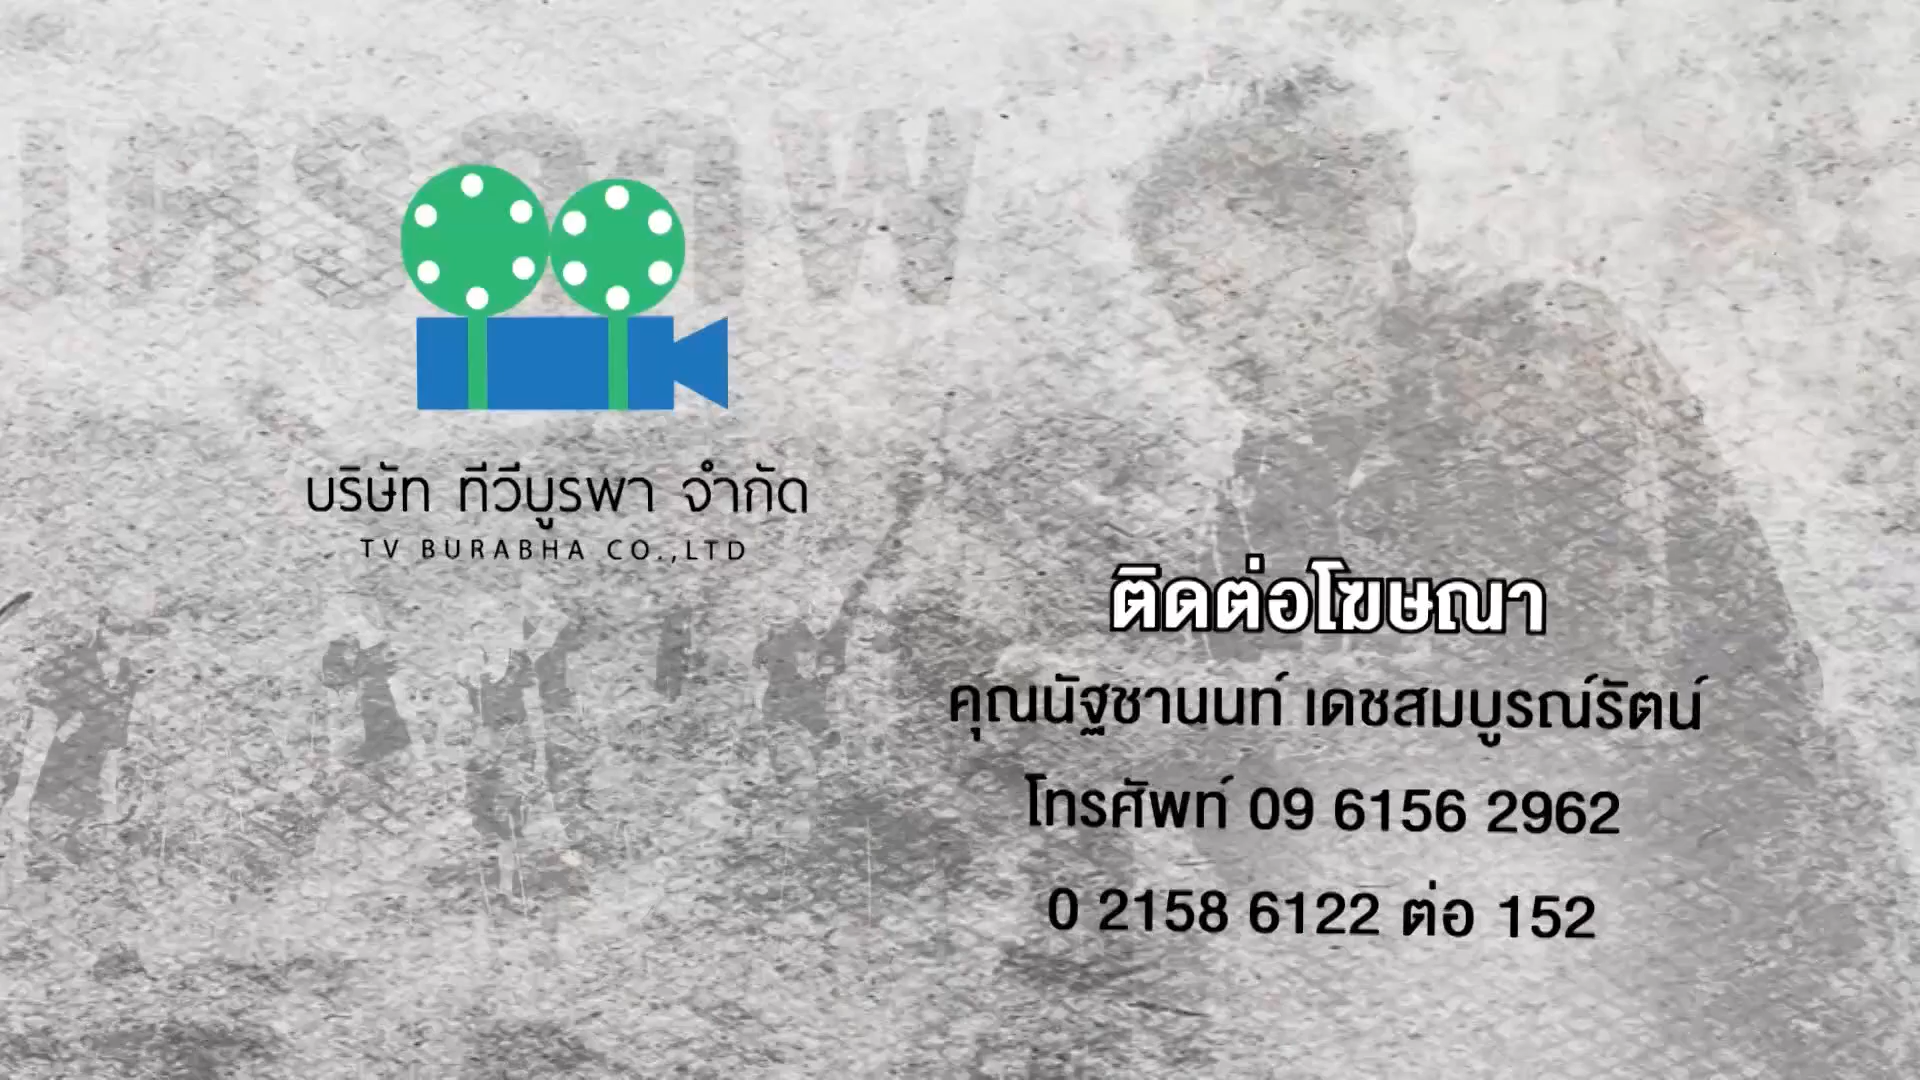 บริษัท ทีวีบูรพา จำกัด
TV BURABHA CO.,LTD
ติดต่อโฆษณา
คุณนัฐชานนท์ เดชสมบูรณ์รัตน์
โทรศัพท์ 09 6156 2962
0 2158 6122 ต่อ 152